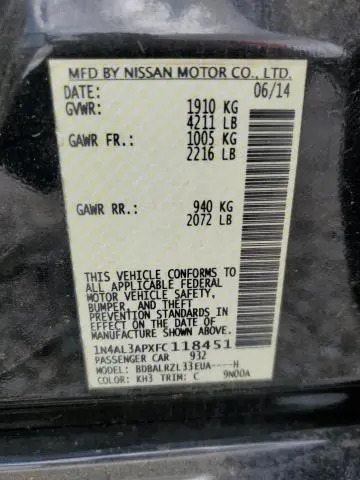 MFD BY NISSAN MOTOR CO., LTD.
DATE: 06/14
GVWR: 1910 KG
4211 LB
GAWR FR.: 1005 KG
2216 LB
GAWR RR.: 940 KG
2072 LB
THIS VEHICLE CONFORMS TO
ALL APPLICABLE FEDERAL
MOTOR VEHICLE SAFETY,
BUMPER, AND THEFT
PREVENTION STANDARDS IN
EFFECT ON THE DATE OF
MANUFACTURE SHOWN ABOVE.
1N4AL3APXFC118451
PASSENGER CAR 932
MODEL: BDBALRZL33EUA----H
COLOR: KH3 TRIM: C 9N00A